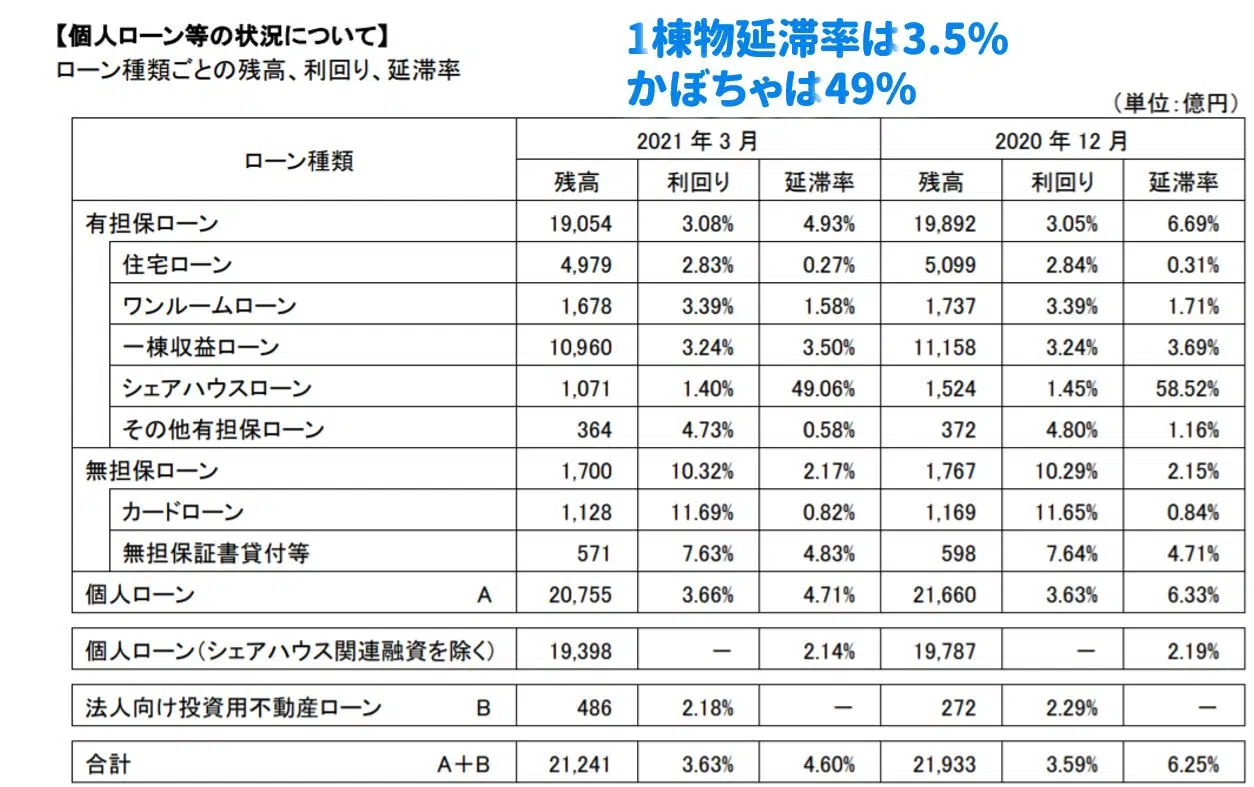 【個人ローン等の状況について】
ローン種類ごとの残高、利回り、延滞率
1棟物延滞率は3.5%
かぼちゃは49%
(単位:億円)
ローン種類 2021年3月 2020年12月
残高 利回り 延滞率 残高 利回り 延滞率
有担保ローン 19,054 3.08% 4.93% 19,892 3.05% 6.69%
住宅ローン 4,979 2.83% 0.27% 5,099 2.84% 0.31%
ワンルームローン 1,678 3.39% 1.58% 1,737 3.39% 1.71%
一棟収益ローン 10,960 3.24% 3.50% 11,158 3.24% 3.69%
シェアハウスローン 1,071 1.40% 49.06% 1,524 1.45% 58.52%
その他有担保ローン 364 4.73% 0.58% 372 4.80% 1.16%
無担保ローン 1,700 10.32% 2.17% 1,767 10.29% 2.15%
カードローン 1,128 11.69% 0.82% 1,169 11.65% 0.84%
無担保証書貸付等 571 7.63% 4.83% 598 7.64% 4.71%
個人ローン A 20,755 3.66% 4.71% 21,660 3.63% 6.33%
個人ローン(シェアハウス関連融資を除く) 19,398 ― 2.14% 19,787 ― 2.19%
法人向け投資用不動産ローン B 486 2.18% ― 272 2.29% ―
合計 A+B 21,241 3.63% 4.60% 21,933 3.59% 6.25%